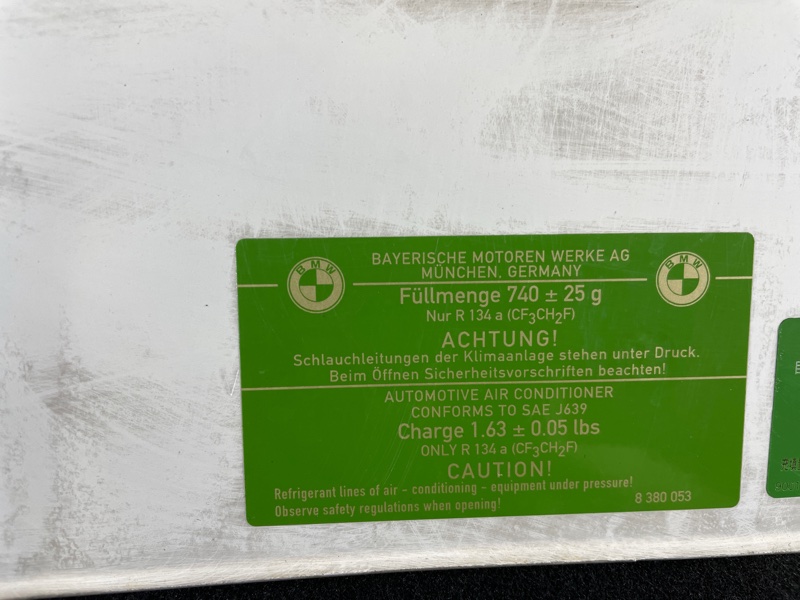 BAYERISCHE MOTOREN WERKE AG
MÜNCHEN, GERMANY
BMW
BMW
Füllmenge 740 ± 25 g
Nur R 134 a (CF3CH2F)
ACHTUNG!
Schlauchleitungen der Klimaanlage stehen unter Druck.
Beim Öffnen Sicherheitsvorschriften beachten!
AUTOMOTIVE AIR CONDITIONER
CONFORMS TO SAE J639
Charge 1.63 ± 0.05 lbs
ONLY R 134 a (CF3CH2F)
CAUTION!
Refrigerant lines of air - conditioning - equipment under pressure!
Observe safety regulations when opening!
8 380 053